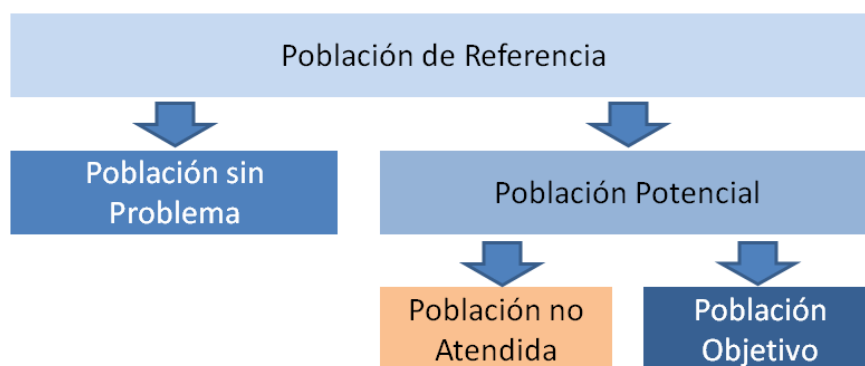 Población de Referencia
Población sin
Problema
Población Potencial
Población no
Atendida
Población
Objetivo